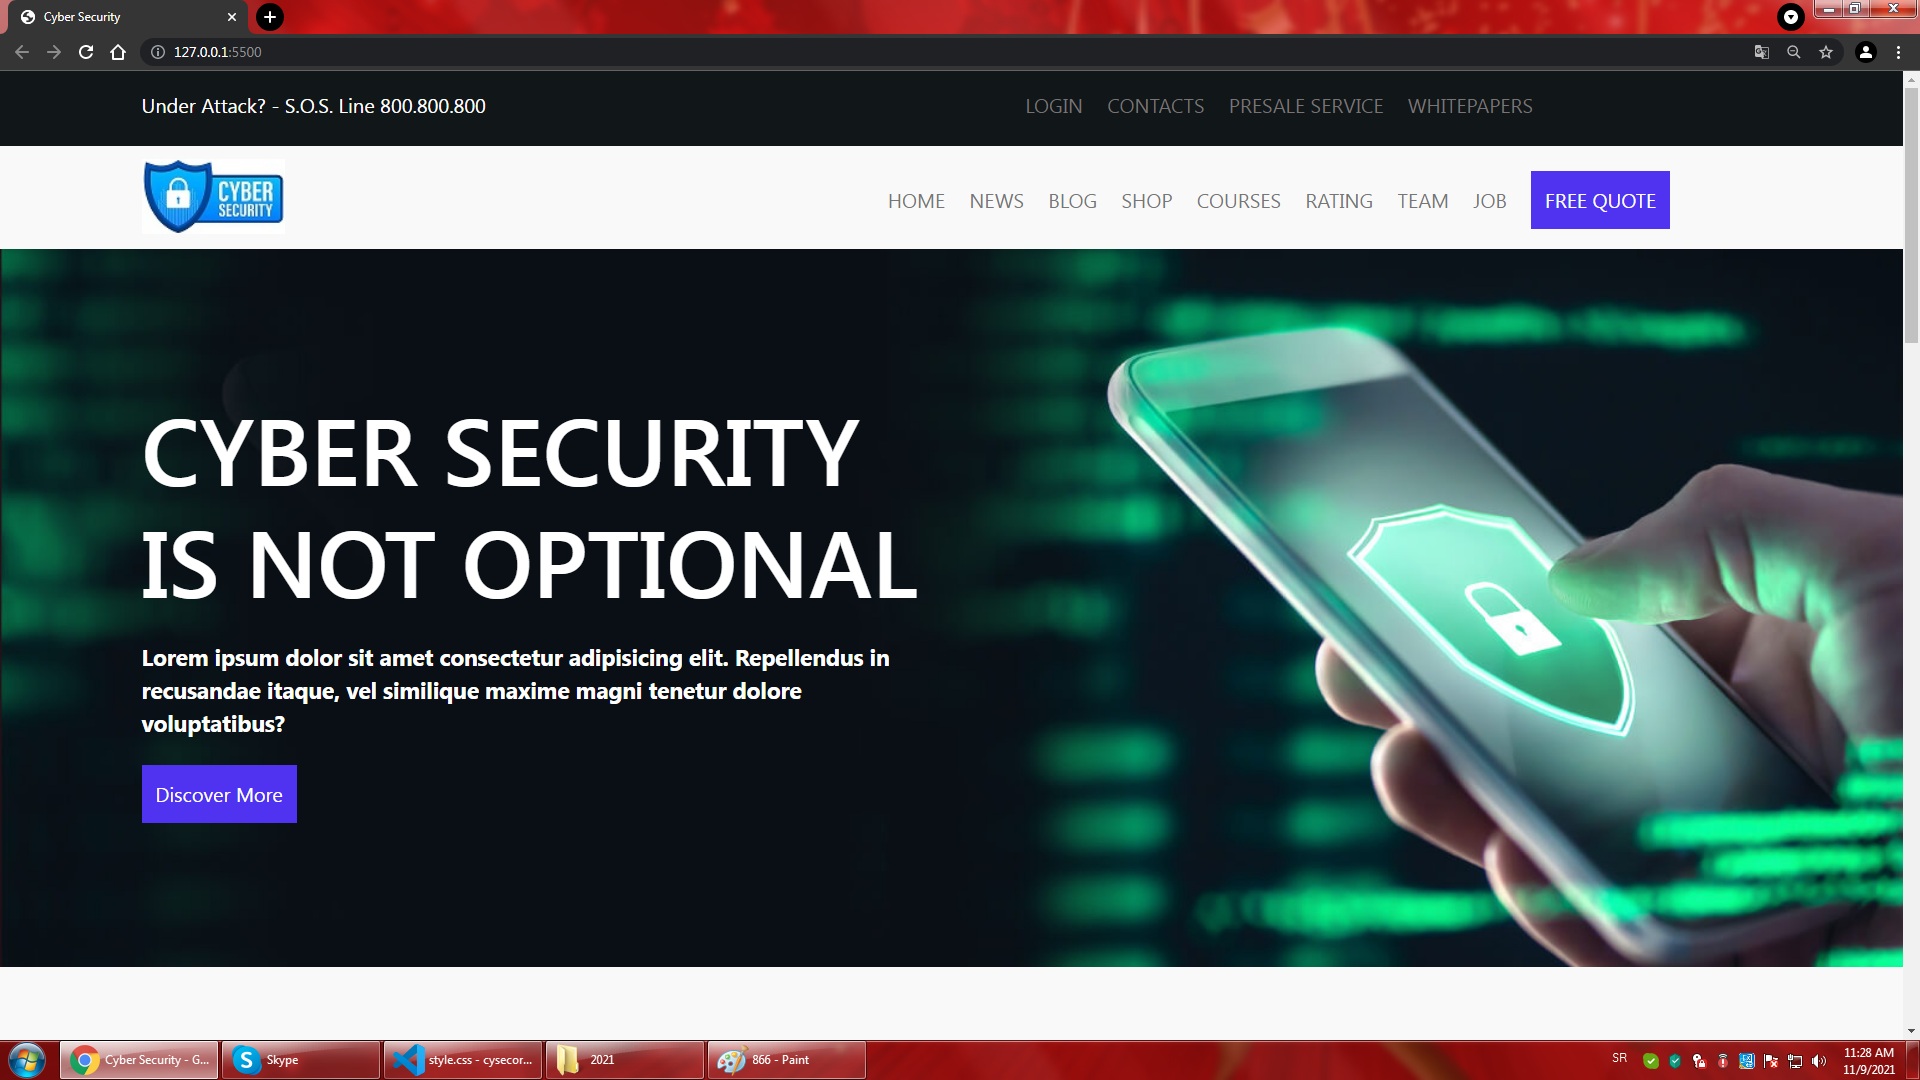 Cyber Security
127.0.0.1:5500
Under Attack? - S.O.S. Line 800.800.800
LOGIN CONTACTS PRESALE SERVICE WHITEPAPERS
CYBER
SECURITY
HOME NEWS BLOG SHOP COURSES RATING TEAM JOB FREE QUOTE
CYBER SECURITY
IS NOT OPTIONAL
Lorem ipsum dolor sit amet consectetur adipisicing elit. Repellendus in
recusandae itaque, vel similique maxime magni tenetur dolore
voluptatibus?
Discover More
Cyber Security - G...
Skype
style.css - cysecor...
2021
866 - Paint
SR
11:28 AM
11/9/2021